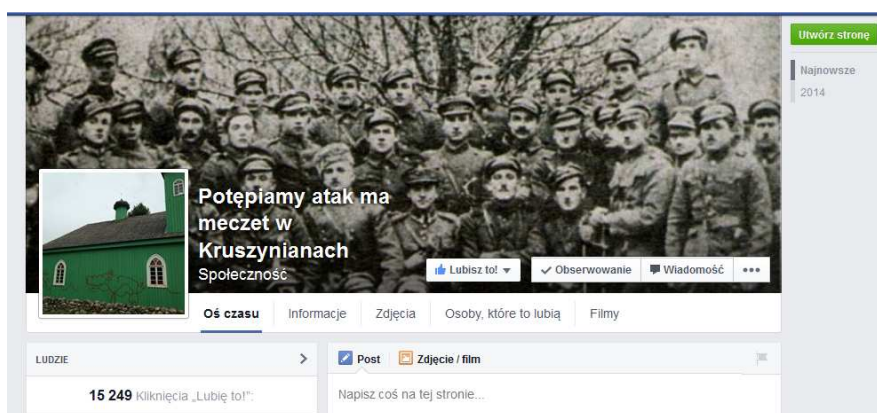 Utwórz stronę
Najnowsze
2014
Potępiamy atak ma
meczet w
Kruszynianach
Społeczność
Lubisz to!
Obserwowanie
Wiadomość
Oś czasu Informacje Zdjęcia Osoby, które to lubią Filmy
LUDZIE
15 249 Kliknięcia „Lubię to!”:
Post Zdjęcie / film
Napisz coś na tej stronie...